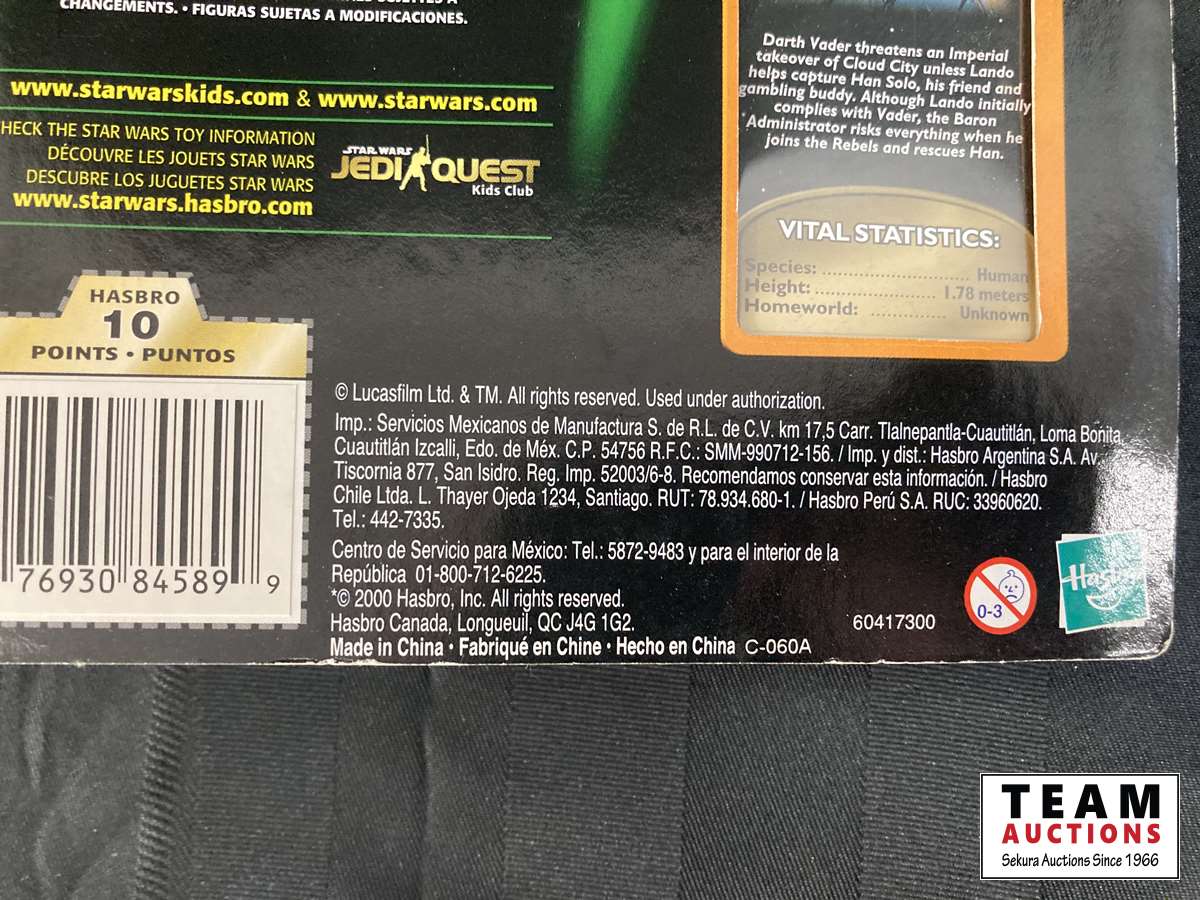 CHANGEMENTS. • FIGURAS SUJETAS A MODIFICACIONES.
www.starwarskids.com & www.starwars.com
HECK THE STAR WARS TOY INFORMATION
DÉCOUVRE LES JOUETS STAR WARS
DESCUBRE LOS JUGUETES STAR WARS
www.starwars.hasbro.com
STAR WARS
JEDI QUEST
Kids Club
HASBRO
10
POINTS • PUNTOS
76930 84589 9
Darth Vader threatens an Imperial
takeover of Cloud City unless Lando
helps capture Han Solo, his friend and
gambling buddy. Although Lando initially
complies with Vader, the Baron
Administrator risks everything when he
joins the Rebels and rescues Han.
VITAL STATISTICS:
Species: ........................ Human
Height: ................... 1.78 meters
Homeworld: .............. Unknown
© Lucasfilm Ltd. & TM. All rights reserved. Used under authorization.
Imp.: Servicios Mexicanos de Manufactura S. de R.L. de C.V. km 17,5 Carr. Tlalnepantla-Cuautitlán, Loma Bonita,
Cuautitlán Izcalli, Edo. de Méx. C.P. 54756 R.F.C.: SMM-990712-156. / Imp. y dist.: Hasbro Argentina S.A. Av.
Tiscornia 877, San Isidro. Reg. Imp. 52003/6-8. Recomendamos conservar esta información. / Hasbro
Chile Ltda. L. Thayer Ojeda 1234, Santiago. RUT: 78.934.680-1. / Hasbro Perú S.A. RUC: 33960620.
Tel.: 442-7335.
Centro de Servicio para México: Tel.: 5872-9483 y para el interior de la
República 01-800-712-6225.
*© 2000 Hasbro, Inc. All rights reserved.
Hasbro Canada, Longueuil, QC J4G 1G2.
Made in China • Fabriqué en Chine • Hecho en China C-060A
60417300
0-3
Hasbro
TEAM
AUCTIONS
Sekura Auctions Since 1966